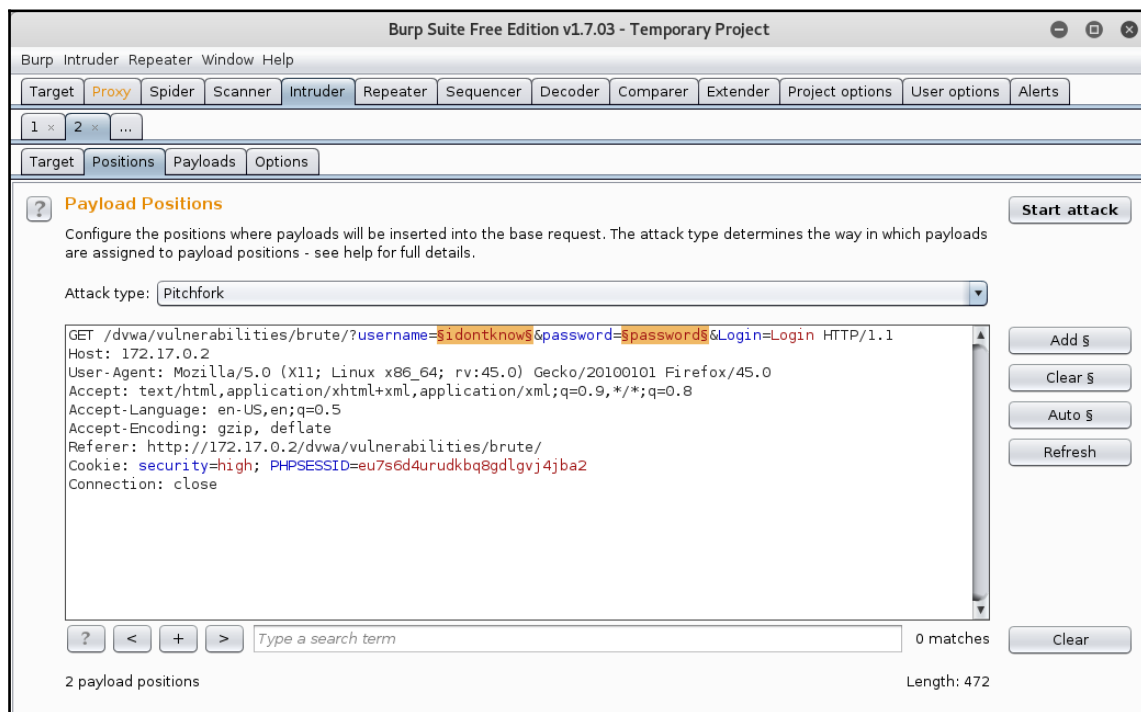 Burp Suite Free Edition v1.7.03 - Temporary Project
Burp Intruder Repeater Window Help
Target Proxy Spider Scanner Intruder Repeater Sequencer Decoder Comparer Extender Project options User options Alerts
1 × 2 × ...
Target Positions Payloads Options
? Payload Positions
Start attack
Configure the positions where payloads will be inserted into the base request. The attack type determines the way in which payloads
are assigned to payload positions - see help for full details.
Attack type: Pitchfork
GET /dvwa/vulnerabilities/brute/?username=§idontknow§&password=§password§&Login=Login HTTP/1.1
Host: 172.17.0.2
User-Agent: Mozilla/5.0 (X11; Linux x86_64; rv:45.0) Gecko/20100101 Firefox/45.0
Accept: text/html,application/xhtml+xml,application/xml;q=0.9,*/*;q=0.8
Accept-Language: en-US,en;q=0.5
Accept-Encoding: gzip, deflate
Referer: http://172.17.0.2/dvwa/vulnerabilities/brute/
Cookie: security=high; PHPSESSID=eu7s6d4urudkbq8gdlgvj4jba2
Connection: close
Add §
Clear §
Auto §
Refresh
? < + > Type a search term 0 matches Clear
2 payload positions Length: 472